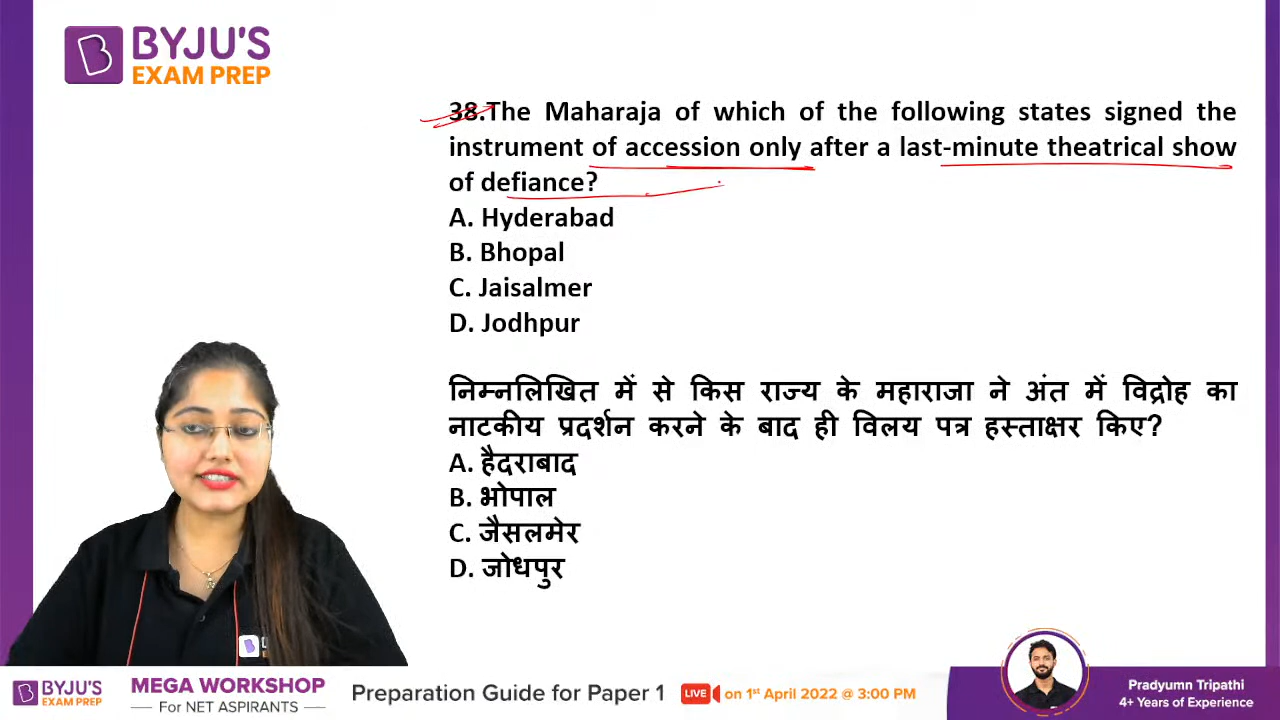 BYJU'S
EXAM PREP
38.The Maharaja of which of the following states signed the
instrument of accession only after a last-minute theatrical show
of defiance?
A. Hyderabad
B. Bhopal
C. Jaisalmer
D. Jodhpur
निम्नलिखित में से किस राज्य के महाराजा ने अंत में विद्रोह का
नाटकीय प्रदर्शन करने के बाद ही विलय पत्र हस्ताक्षर किए?
A. हैदराबाद
B. भोपाल
C. जैसलमेर
D. जोधपुर
BYJU'S
EXAM PREP
MEGA WORKSHOP
For NET ASPIRANTS
Preparation Guide for Paper 1 LIVE on 1st April 2022 @ 3:00 PM
Pradyumn Tripathi
4+ Years of Experience